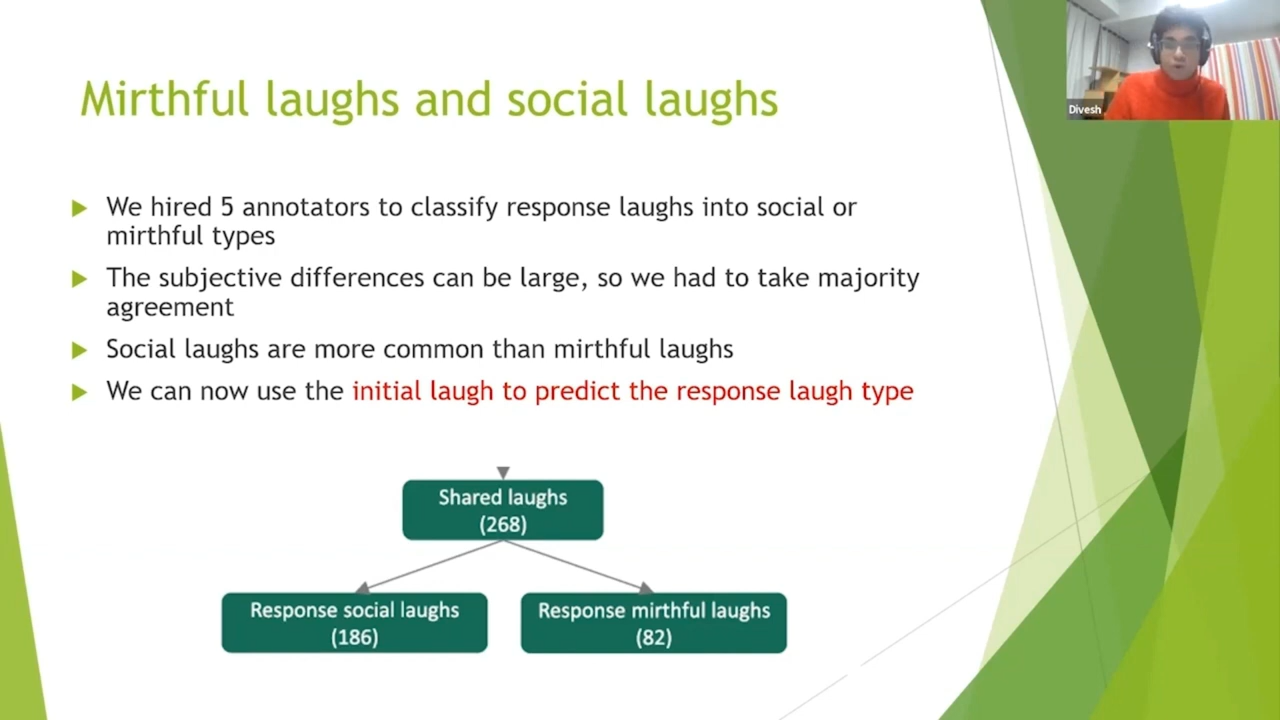 Mirthful laughs and social laughs
Divesh
We hired 5 annotators to classify response laughs into social or
mirthful types
The subjective differences can be large, so we had to take majority
agreement
Social laughs are more common than mirthful laughs
We can now use the initial laugh to predict the response laugh type
Shared laughs
(268)
Response social laughs
(186)
Response mirthful laughs
(82)